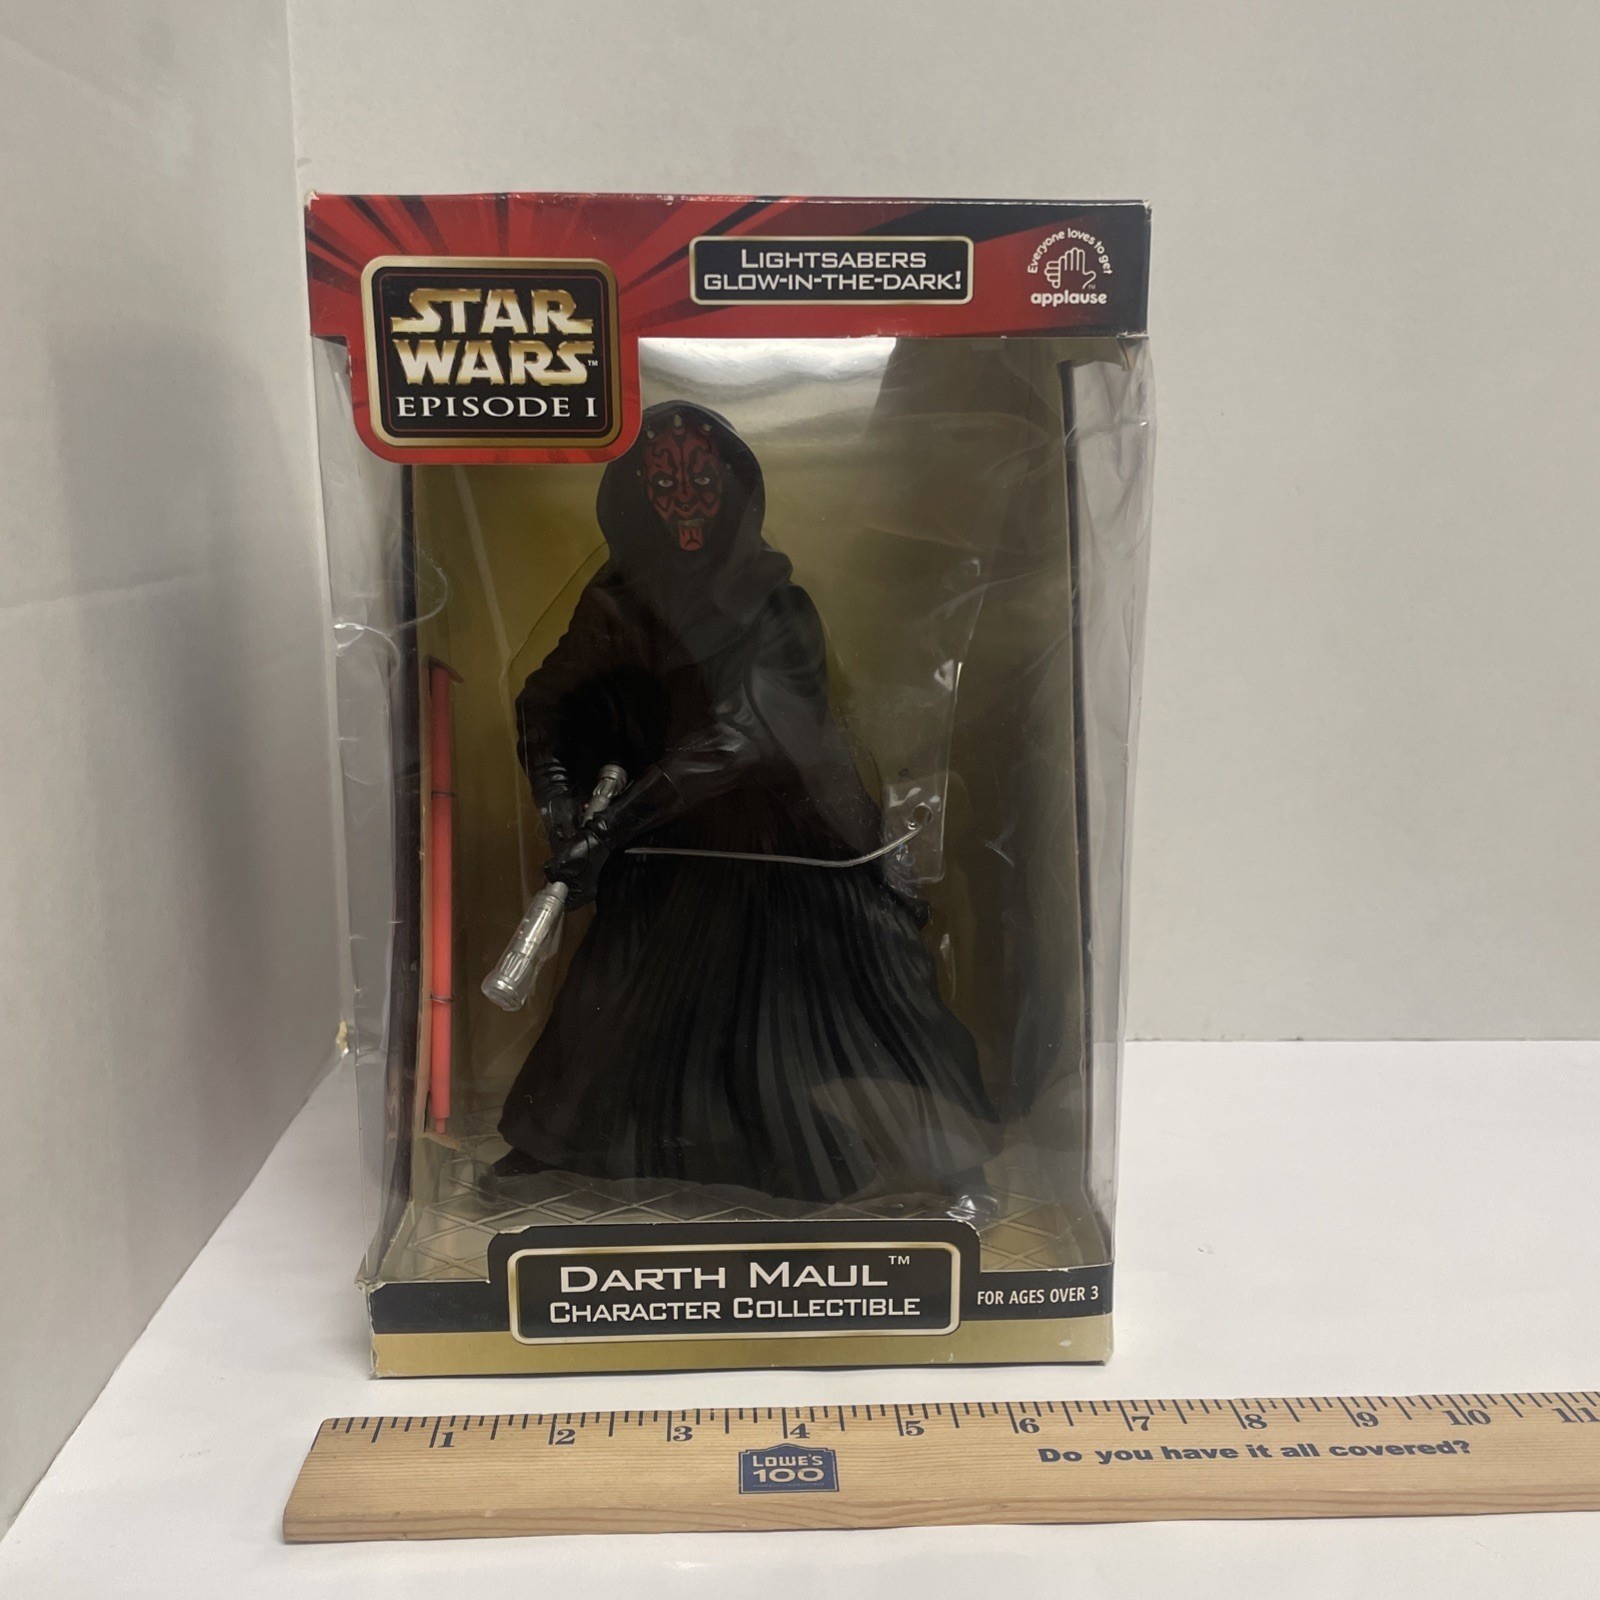 STAR
WARS™
EPISODE I
LIGHTSABERS
GLOW-IN-THE-DARK!
Everyone loves to get
applause™
DARTH MAUL™
CHARACTER COLLECTIBLE
FOR AGES OVER 3
1 2 3 4 5 6 7 8 9 10 11
LOWE'S
100
Do you have it all covered?